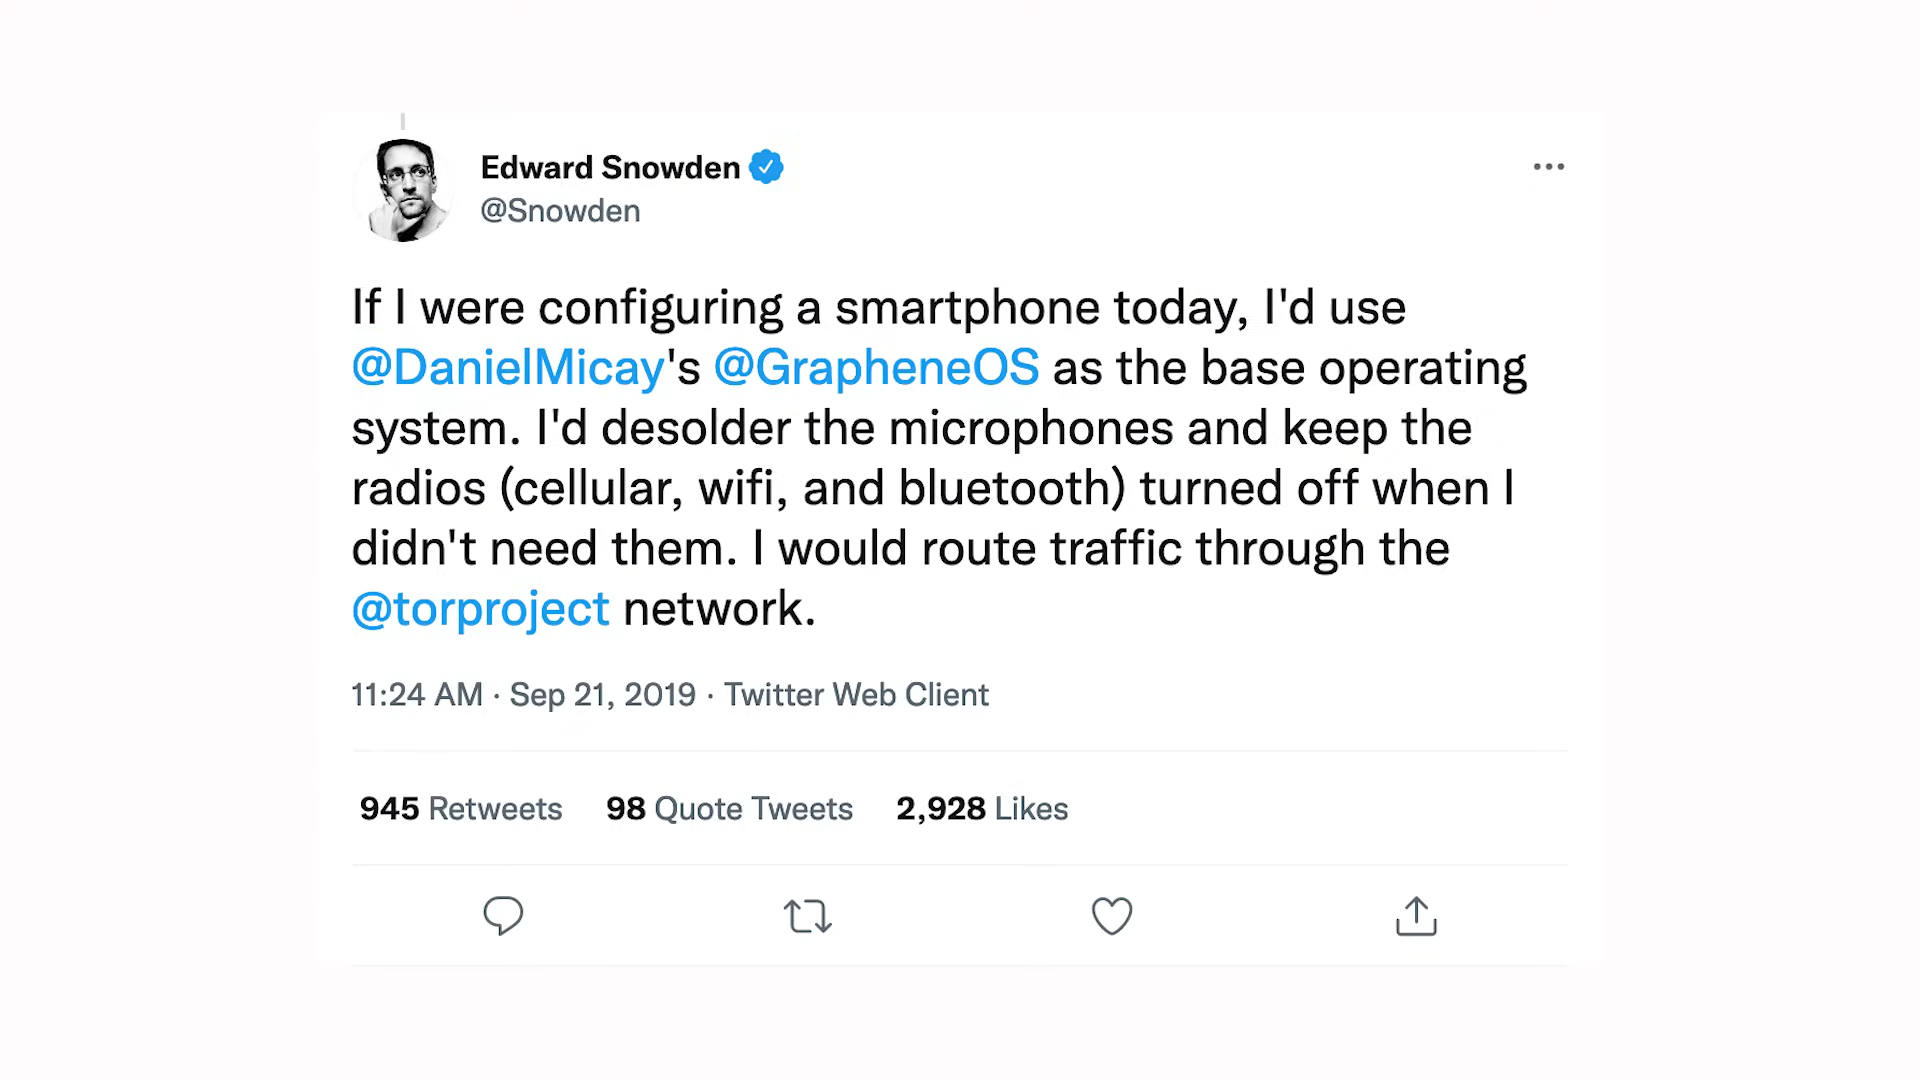 Edward Snowden
@Snowden
If I were configuring a smartphone today, I'd use
@DanielMicay's @GrapheneOS as the base operating
system. I'd desolder the microphones and keep the
radios (cellular, wifi, and bluetooth) turned off when I
didn't need them. I would route traffic through the
@torproject network.
11:24 AM · Sep 21, 2019 · Twitter Web Client
945 Retweets 98 Quote Tweets 2,928 Likes